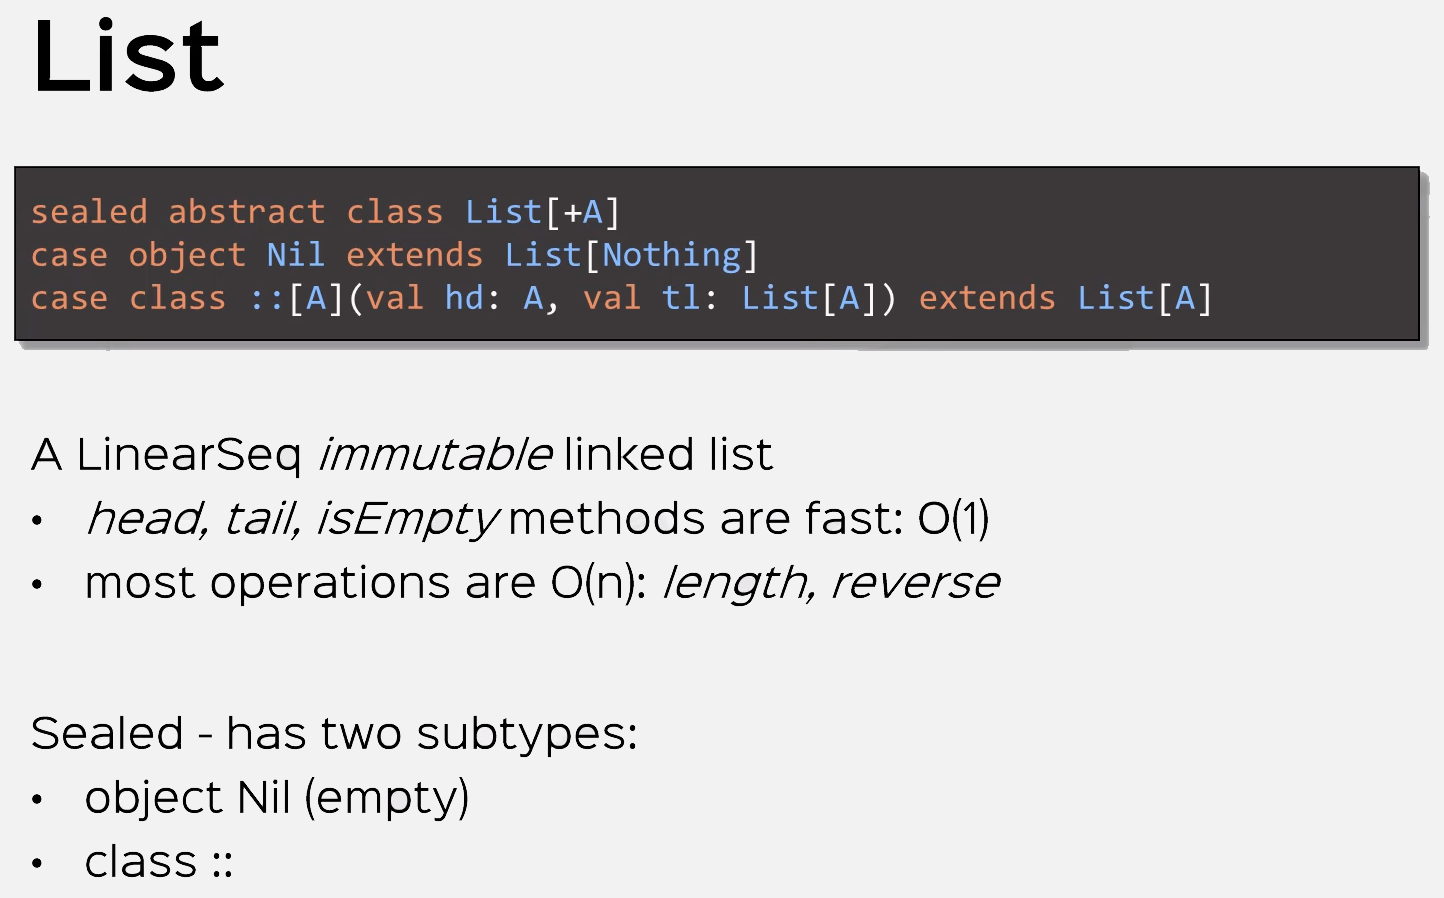 List
sealed abstract class List[+A]
case object Nil extends List[Nothing]
case class ::[A](val hd: A, val tl: List[A]) extends List[A]
A LinearSeq immutable linked list
• head, tail, isEmpty methods are fast: O(1)
• most operations are O(n): length, reverse
Sealed - has two subtypes:
• object Nil (empty)
• class ::